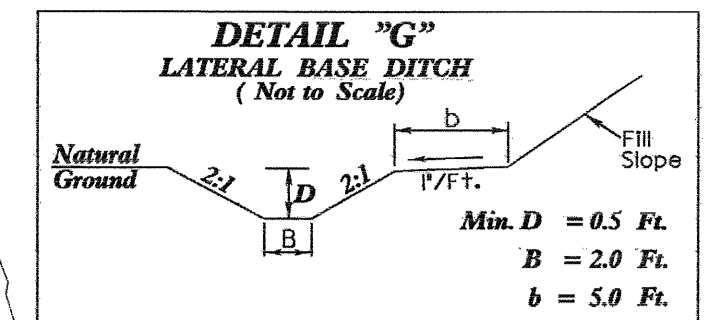 DETAIL "G"
LATERAL BASE DITCH
( Not to Scale)
b
Fill
Slope
Natural
Ground
2:1
D
2:1
1"/Ft.
B
Min. D = 0.5 Ft.
B = 2.0 Ft.
b = 5.0 Ft.